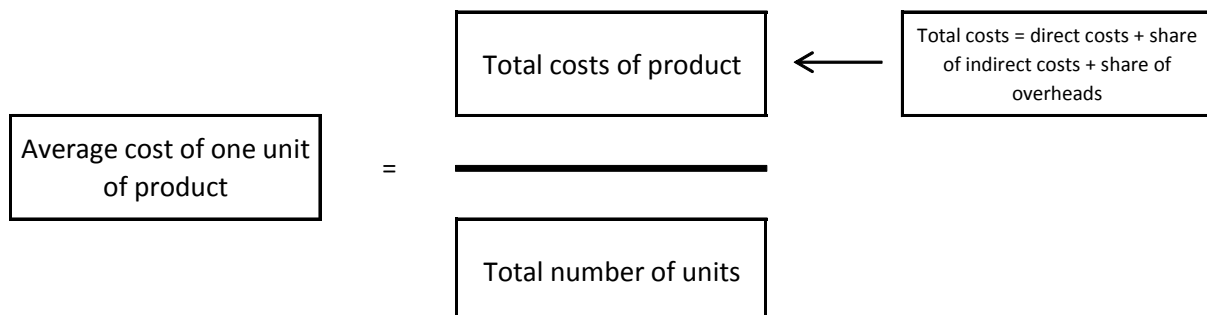 Total costs of product
Total costs = direct costs + share
of indirect costs + share of
overheads
Average cost of one unit
of product
=
Total number of units